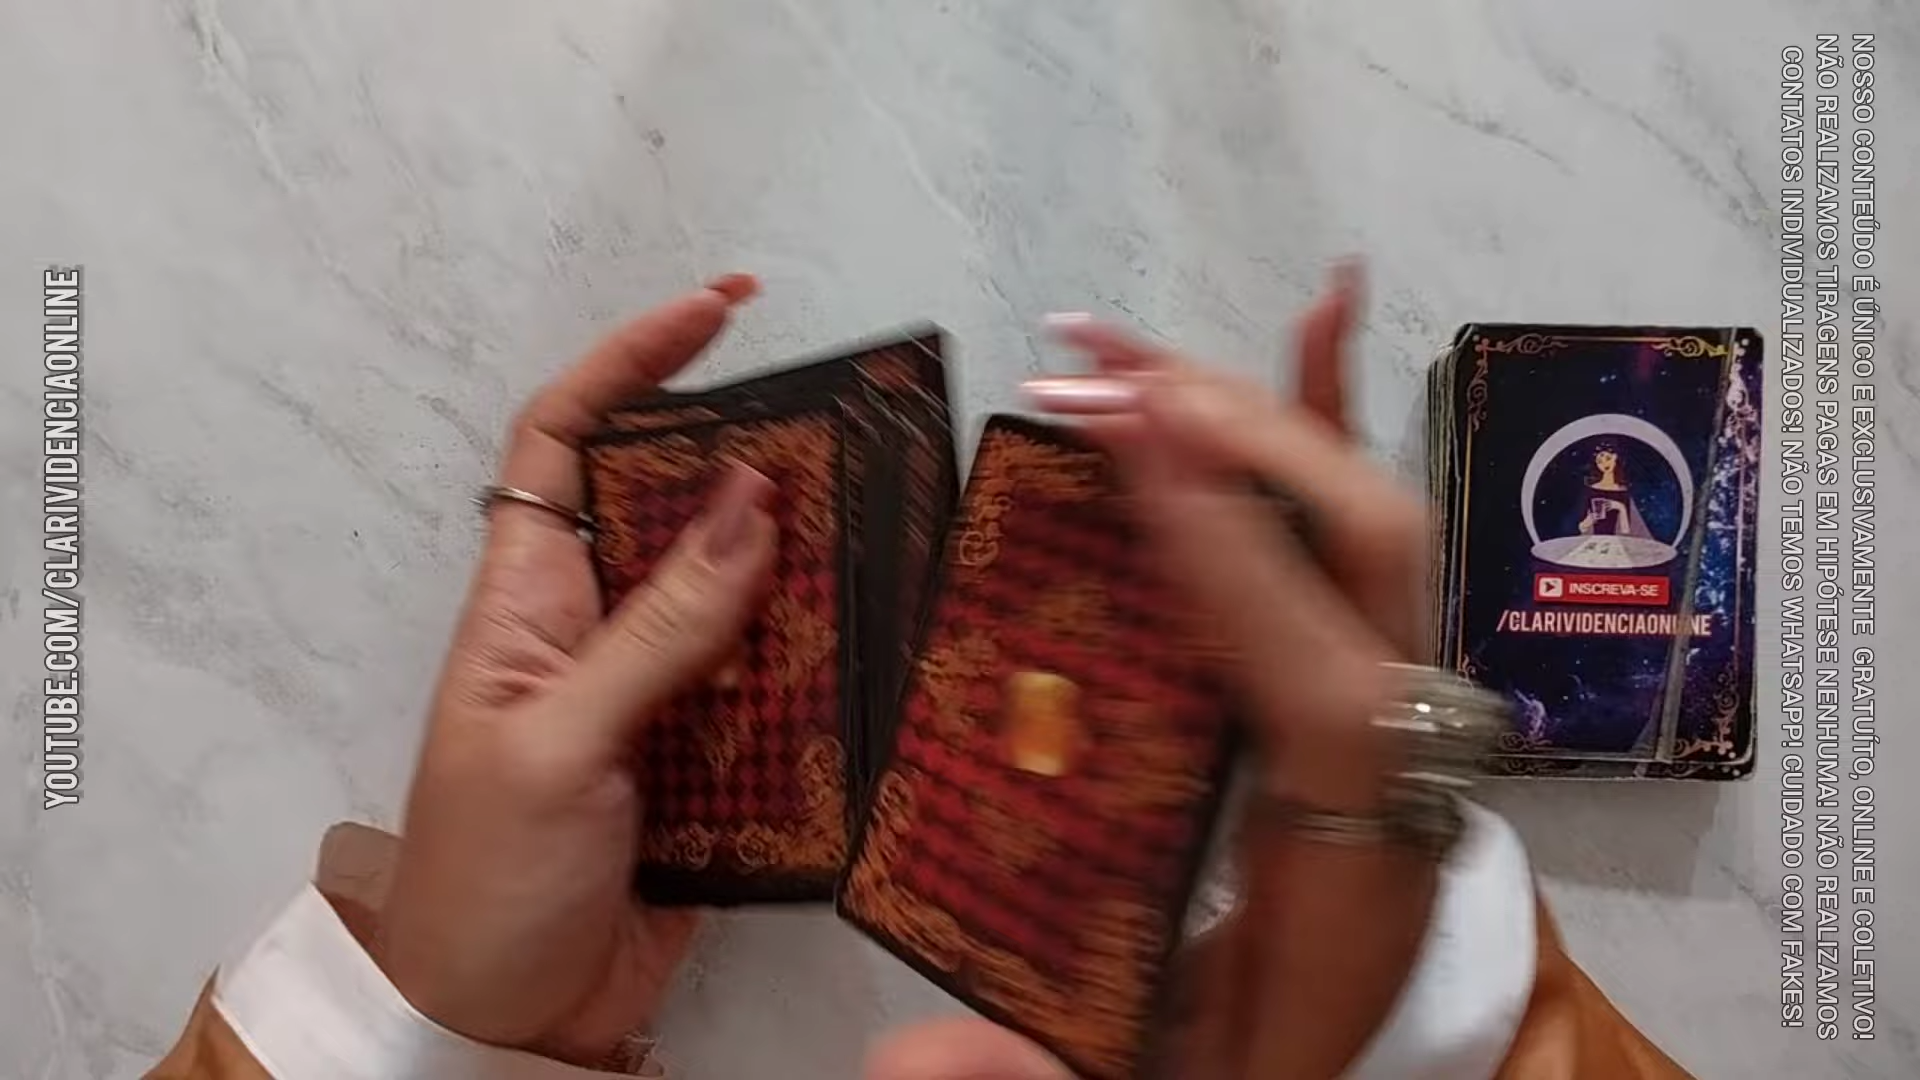 YOUTUBE.COM/CLARIVIDENCIAONLINE
INSCREVA-SE
/CLARIVIDENCIAONLINE
NOSSO CONTEÚDO É ÚNICO E EXCLUSIVAMENTE GRATUÍTO, ONLINE E COLETIVO!
NÃO REALIZAMOS TIRAGENS PAGAS EM HIPÓTESE NENHUMA! NÃO REALIZAMOS
CONTATOS INDIVIDUALIZADOS! NÃO TEMOS WHATSAPP! CUIDADO COM FAKES!